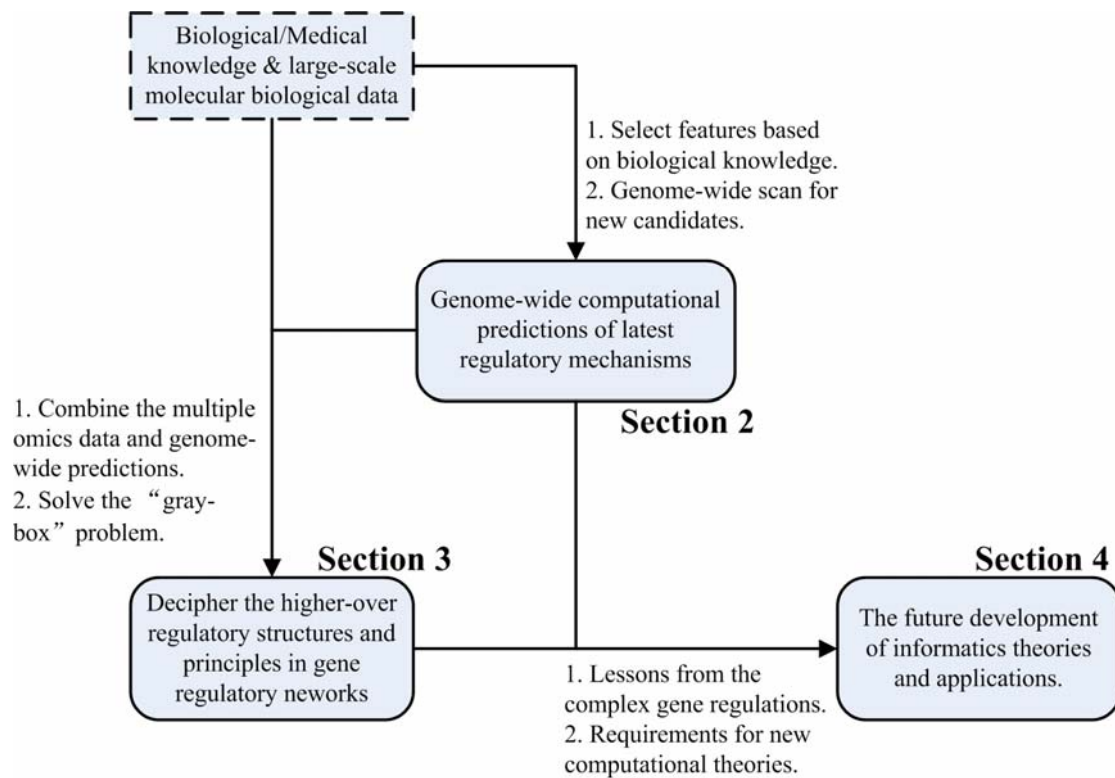 Biological/Medical
knowledge & large-scale
molecular biological data
1. Select features based
on biological knowledge.
2. Genome-wide scan for
new candidates.
Genome-wide computational
predictions of latest
regulatory mechanisms
Section 2
1. Combine the multiple
omics data and genome-
wide predictions.
2. Solve the “gray-
box” problem.
Section 3
Decipher the higher-over
regulatory structures and
principles in gene
regulatory neworks
1. Lessons from the
complex gene regulations.
2. Requirements for new
computational theories.
Section 4
The future development
of informatics theories
and applications.